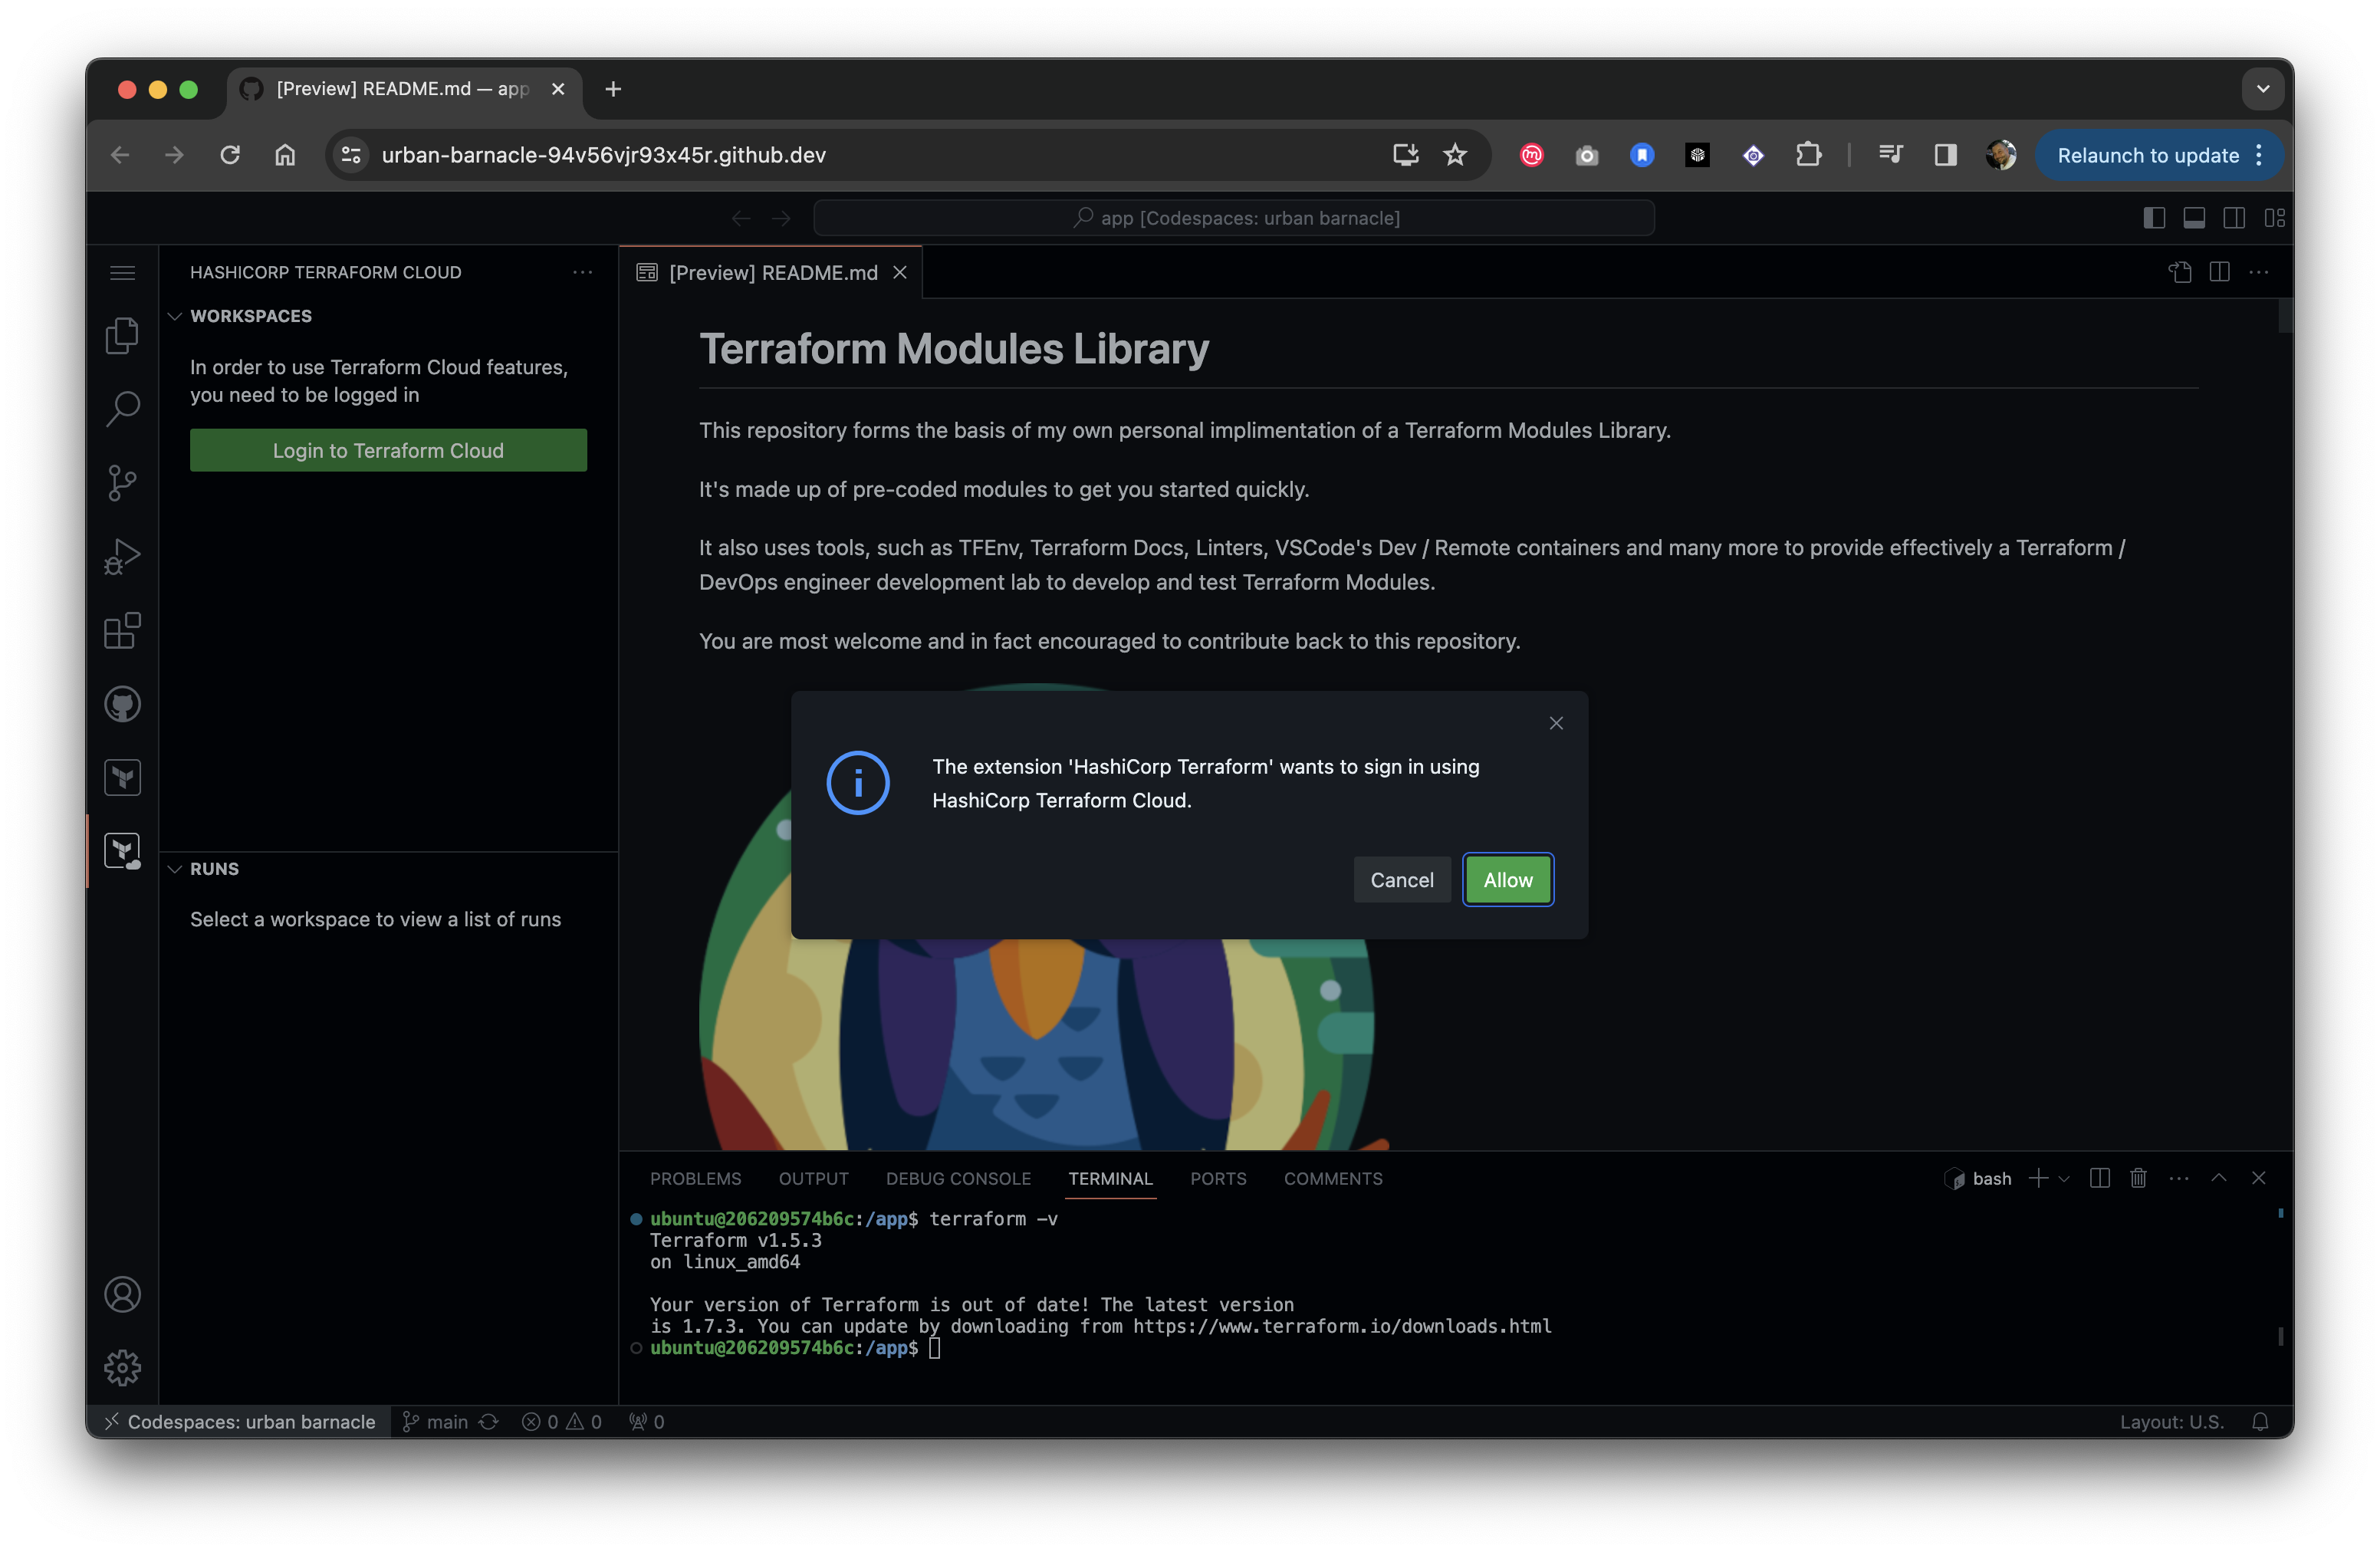 [Preview] README.md — app
urban-barnacle-94v56vjr93x45r.github.dev
Relaunch to update
app [Codespaces: urban barnacle]
HASHICORP TERRAFORM CLOUD
WORKSPACES
In order to use Terraform Cloud features,
you need to be logged in
Login to Terraform Cloud
RUNS
Select a workspace to view a list of runs
[Preview] README.md
Terraform Modules Library
This repository forms the basis of my own personal implimentation of a Terraform Modules Library.
It's made up of pre-coded modules to get you started quickly.
It also uses tools, such as TFEnv, Terraform Docs, Linters, VSCode's Dev / Remote containers and many more to provide effectively a Terraform /
DevOps engineer development lab to develop and test Terraform Modules.
You are most welcome and in fact encouraged to contribute back to this repository.
The extension 'HashiCorp Terraform' wants to sign in using
HashiCorp Terraform Cloud.
Cancel
Allow
PROBLEMS OUTPUT DEBUG CONSOLE TERMINAL PORTS COMMENTS
bash
ubuntu@206209574b6c:/app$ terraform -v
Terraform v1.5.3
on linux_amd64
Your version of Terraform is out of date! The latest version
is 1.7.3. You can update by downloading from https://www.terraform.io/downloads.html
ubuntu@206209574b6c:/app$
Codespaces: urban barnacle main 0 0 0 Layout: U.S.